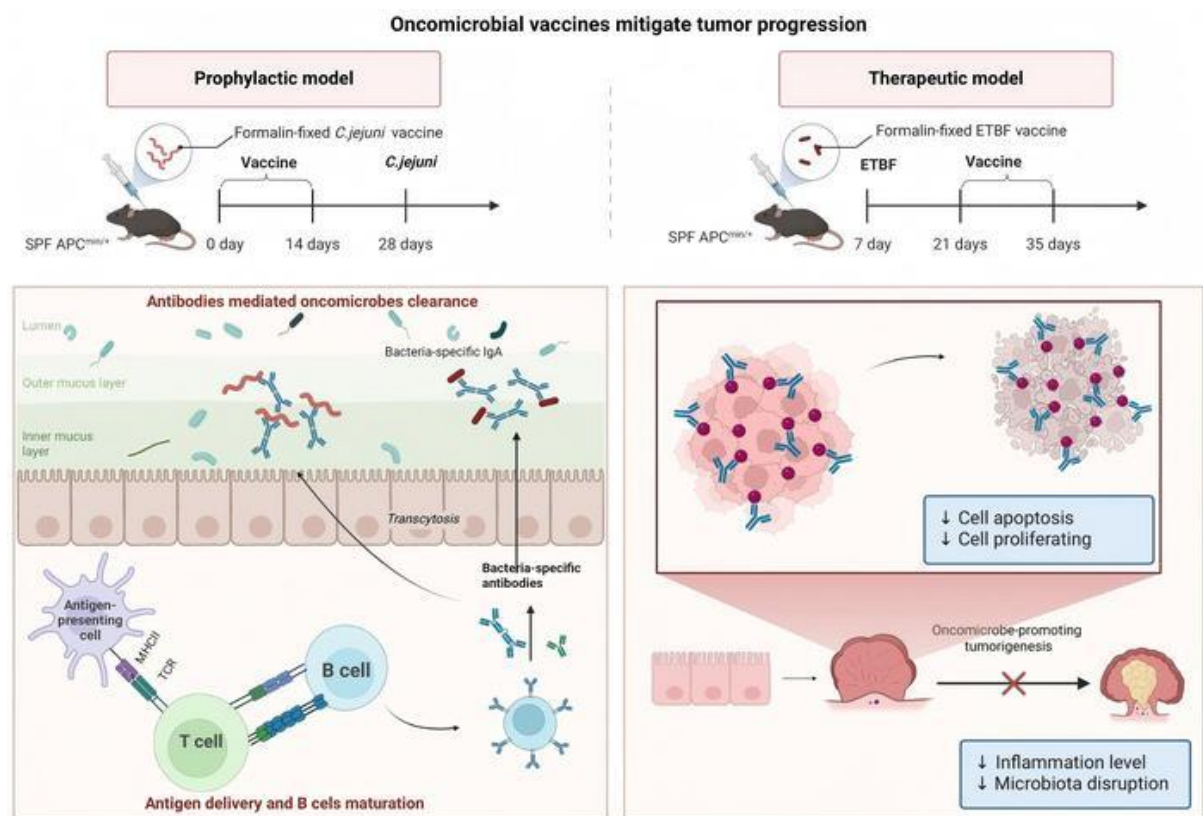 Oncomicrobial vaccines mitigate tumor progression
Prophylactic model
Formalin-fixed C.jejuni vaccine
Vaccine
C.jejuni
SPF APCmin/+
0 day
14 days
28 days
Therapeutic model
Formalin-fixed ETBF vaccine
ETBF
Vaccine
SPF APCmin/+
7 day
21 days
35 days
Antibodies mediated oncomicrobes clearance
Lumen
Bacteria-specific IgA
Outer mucus layer
Inner mucus
layer
Transcytosis
Bacteria-specific
antibodies
Antigen-
presenting
cell
MHCII
TCR
B cell
T cell
Antigen delivery and B cels maturation
↓ Cell apoptosis
↓ Cell proliferating
Oncomicrobe-promoting
tumorigenesis
↓ Inflammation level
↓ Microbiota disruption